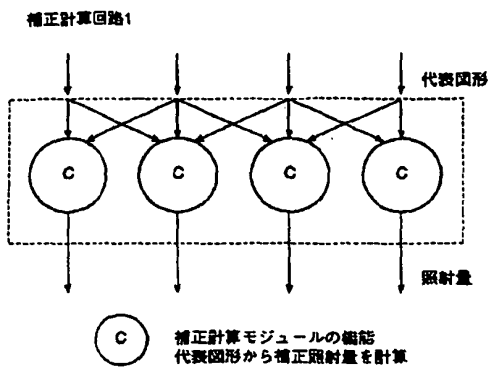 補正計算回路1
代表図形
C C C C
照射量
C
補正計算モジュールの機能
代表図形から補正照射量を計算